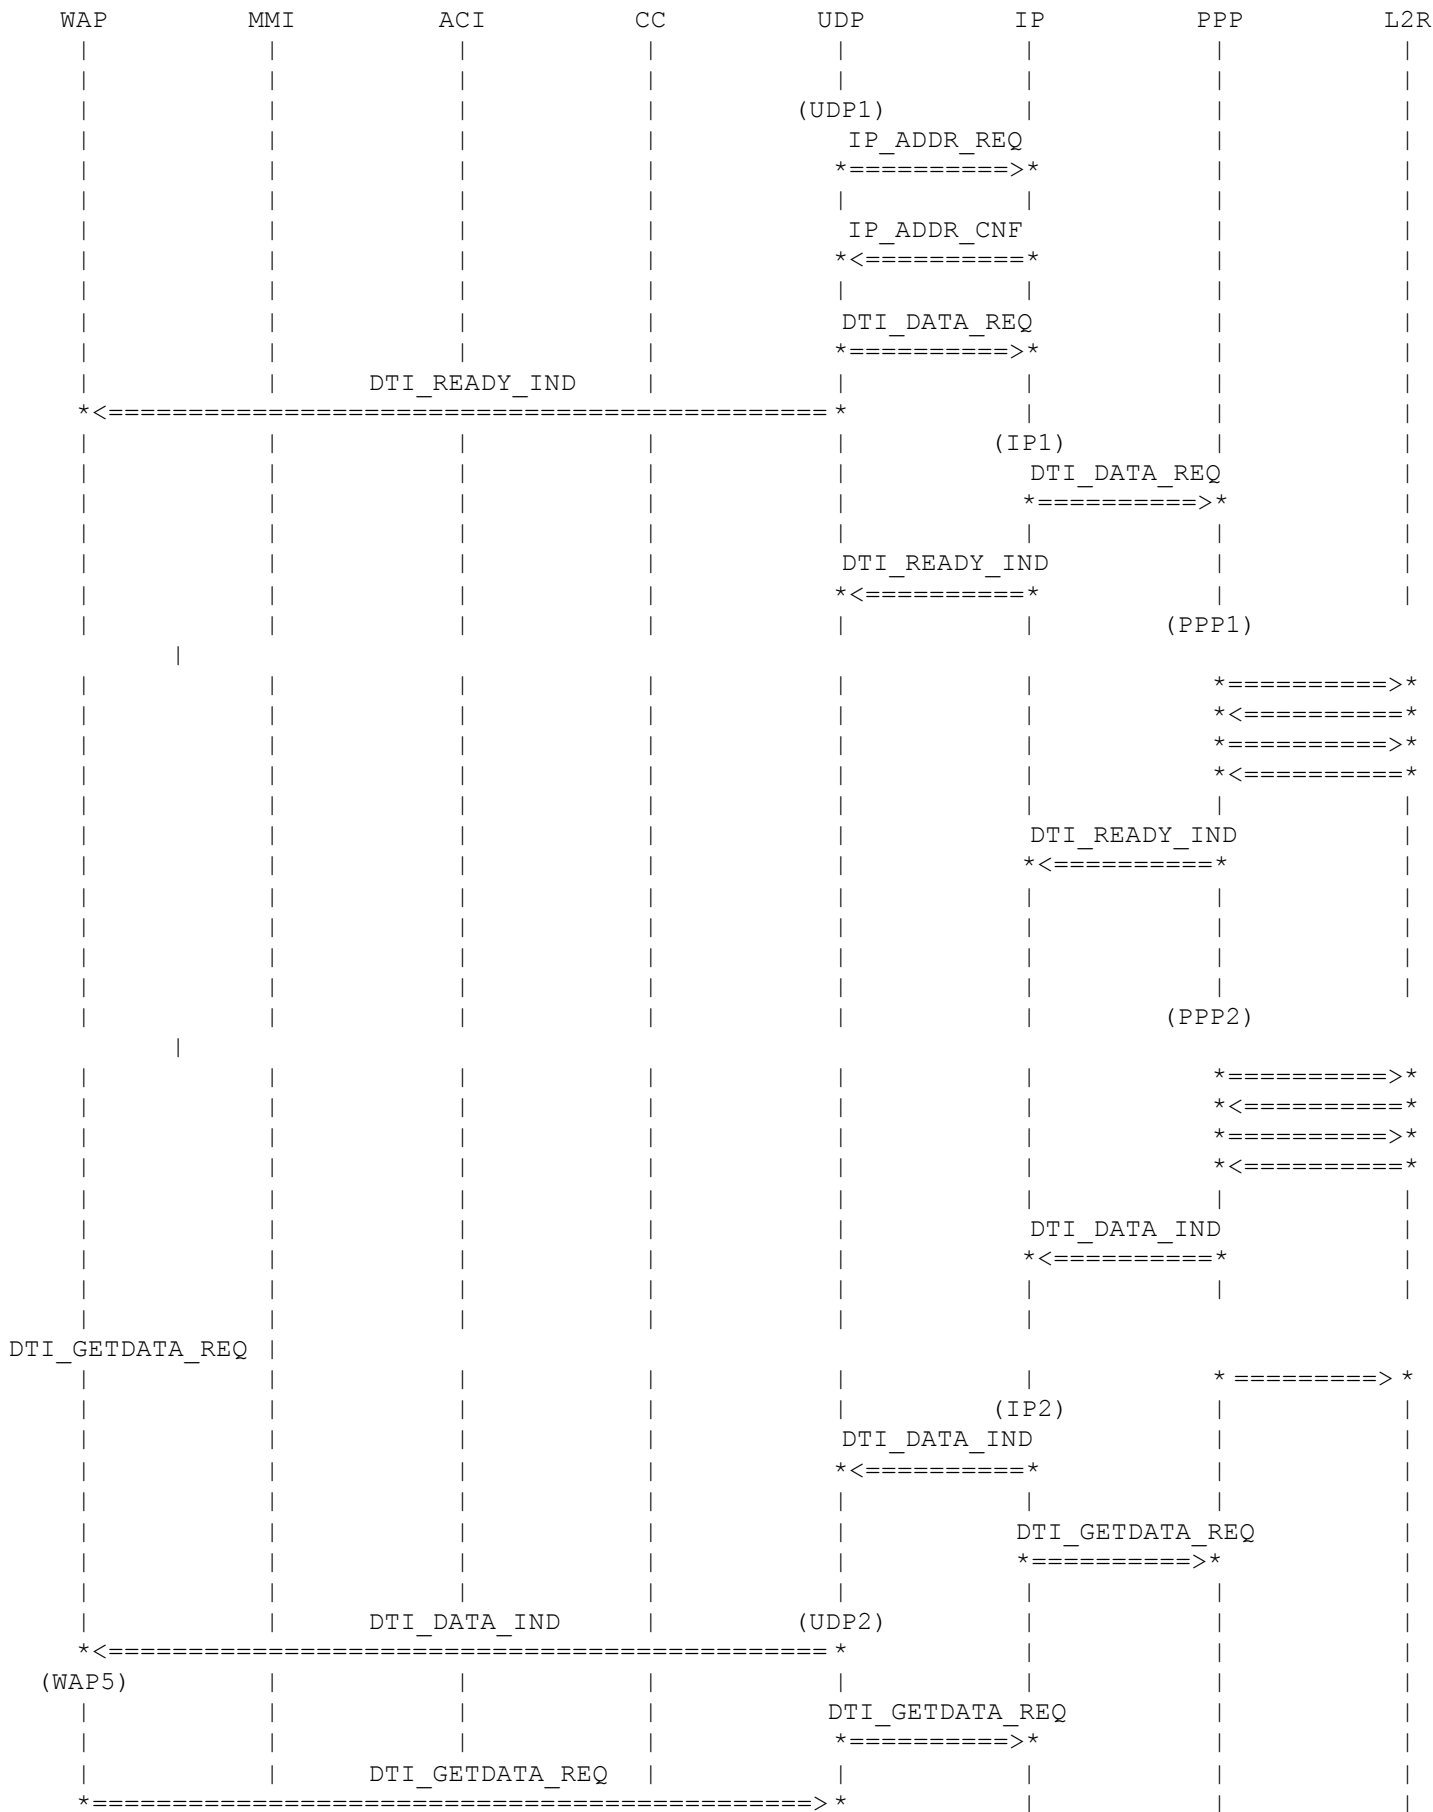 WAP MMI ACI CC UDP IP PPP L2R
(UDP1)
IP_ADDR_REQ
IP_ADDR_CNF
DTI_DATA_REQ
DTI_READY_IND
(IP1)
DTI_DATA_REQ
DTI_READY_IND
(PPP1)
DTI_READY_IND
(PPP2)
DTI_DATA_IND
DTI_GETDATA_REQ
(IP2)
DTI_DATA_IND
DTI_GETDATA_REQ
DTI_DATA_IND (UDP2)
(WAP5)
DTI_GETDATA_REQ
DTI_GETDATA_REQ